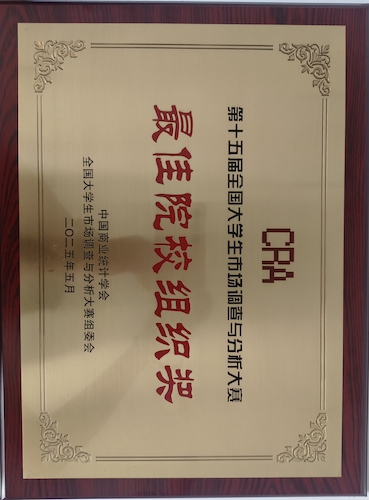 CRA
第十五届全国大学生市场调查与分析大赛
最佳院校组织奖
中国商业统计学会
全国大学生市场调查与分析大赛组委会
二〇二五年五月